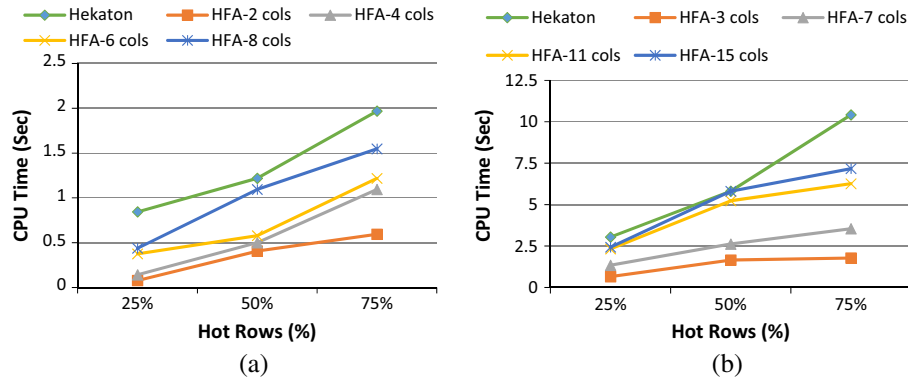 Hekaton
HFA-2 cols
HFA-4 cols
HFA-6 cols
HFA-8 cols
2.5
2
1.5
1
0.5
0
CPU Time (Sec)
25%
50%
75%
Hot Rows (%)
(a)
Hekaton
HFA-3 cols
HFA-7 cols
HFA-11 cols
HFA-15 cols
12.5
10
7.5
5
2.5
0
CPU Time (Sec)
25%
50%
75%
Hot Rows (%)
(b)